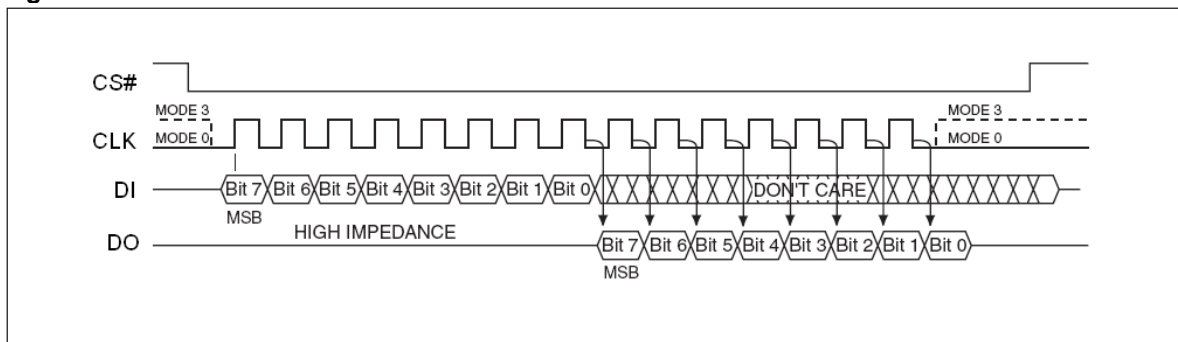 CS#
MODE 3 MODE 3
CLK MODE 0 MODE 0
DI Bit 7 Bit 6 Bit 5 Bit 4 Bit 3 Bit 2 Bit 1 Bit 0 DON'T CARE
MSB
HIGH IMPEDANCE
DO Bit 7 Bit 6 Bit 5 Bit 4 Bit 3 Bit 2 Bit 1 Bit 0
MSB